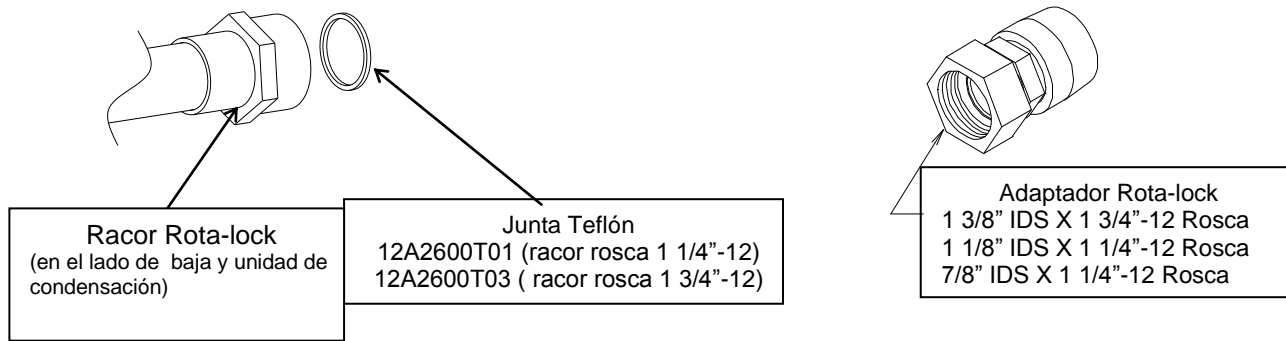 Racor Rota-lock
(en el lado de baja y unidad de
condensación)
Junta Teflón
12A2600T01 (racor rosca 1 1/4”-12)
12A2600T03 ( racor rosca 1 3/4”-12)
Adaptador Rota-lock
1 3/8” IDS X 1 3/4”-12 Rosca
1 1/8” IDS X 1 1/4”-12 Rosca
7/8” IDS X 1 1/4”-12 Rosca